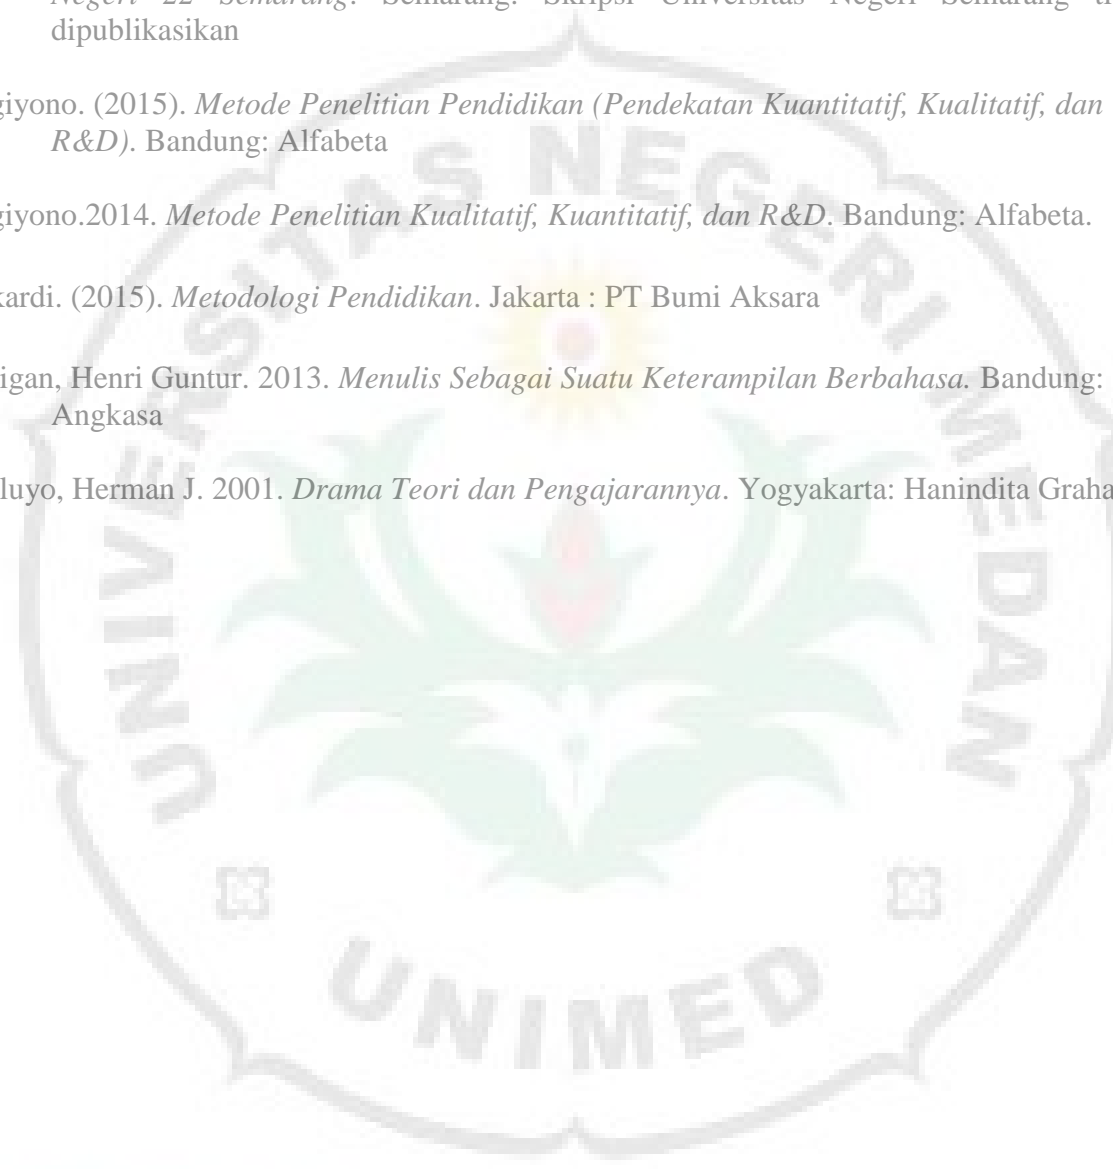 Negeri 22 Semarang. Semarang: Skripsi Universitas Negeri Semarang
dipublikasikan
giyono. (2015). Metode Penelitian Pendidikan (Pendekatan Kuantitatif, Kualitatif, dan
R&D). Bandung: Alfabeta
giyono.2014. Metode Penelitian Kualitatif, Kuantitatif, dan R&D. Bandung: Alfabeta.
kardi. (2015). Metodologi Pendidikan. Jakarta : PT Bumi Aksara
igan, Henri Guntur. 2013. Menulis Sebagai Suatu Keterampilan Berbahasa. Bandung:
Angkasa
luyo, Herman J. 2001. Drama Teori dan Pengajarannya. Yogyakarta: Hanindita Graha
UNIVERSITAS NEGERI MEDAN
UNIMED